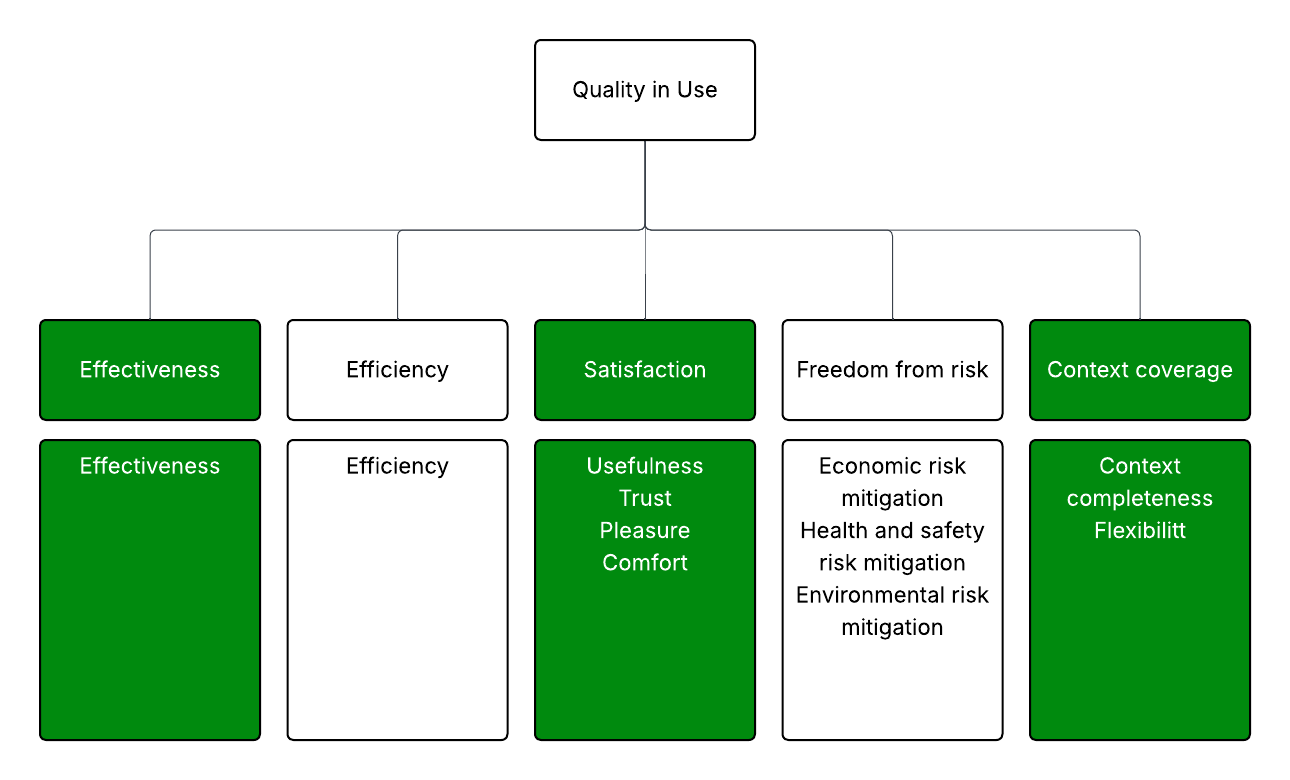 Quality in Use
Effectiveness
Efficiency
Satisfaction
Freedom from risk
Context coverage
Effectiveness
Efficiency
Usefulness
Trust
Pleasure
Comfort
Economic risk
mitigation
Health and safety
risk mitigation
Environmental risk
mitigation
Context
completeness
Flexibilitt